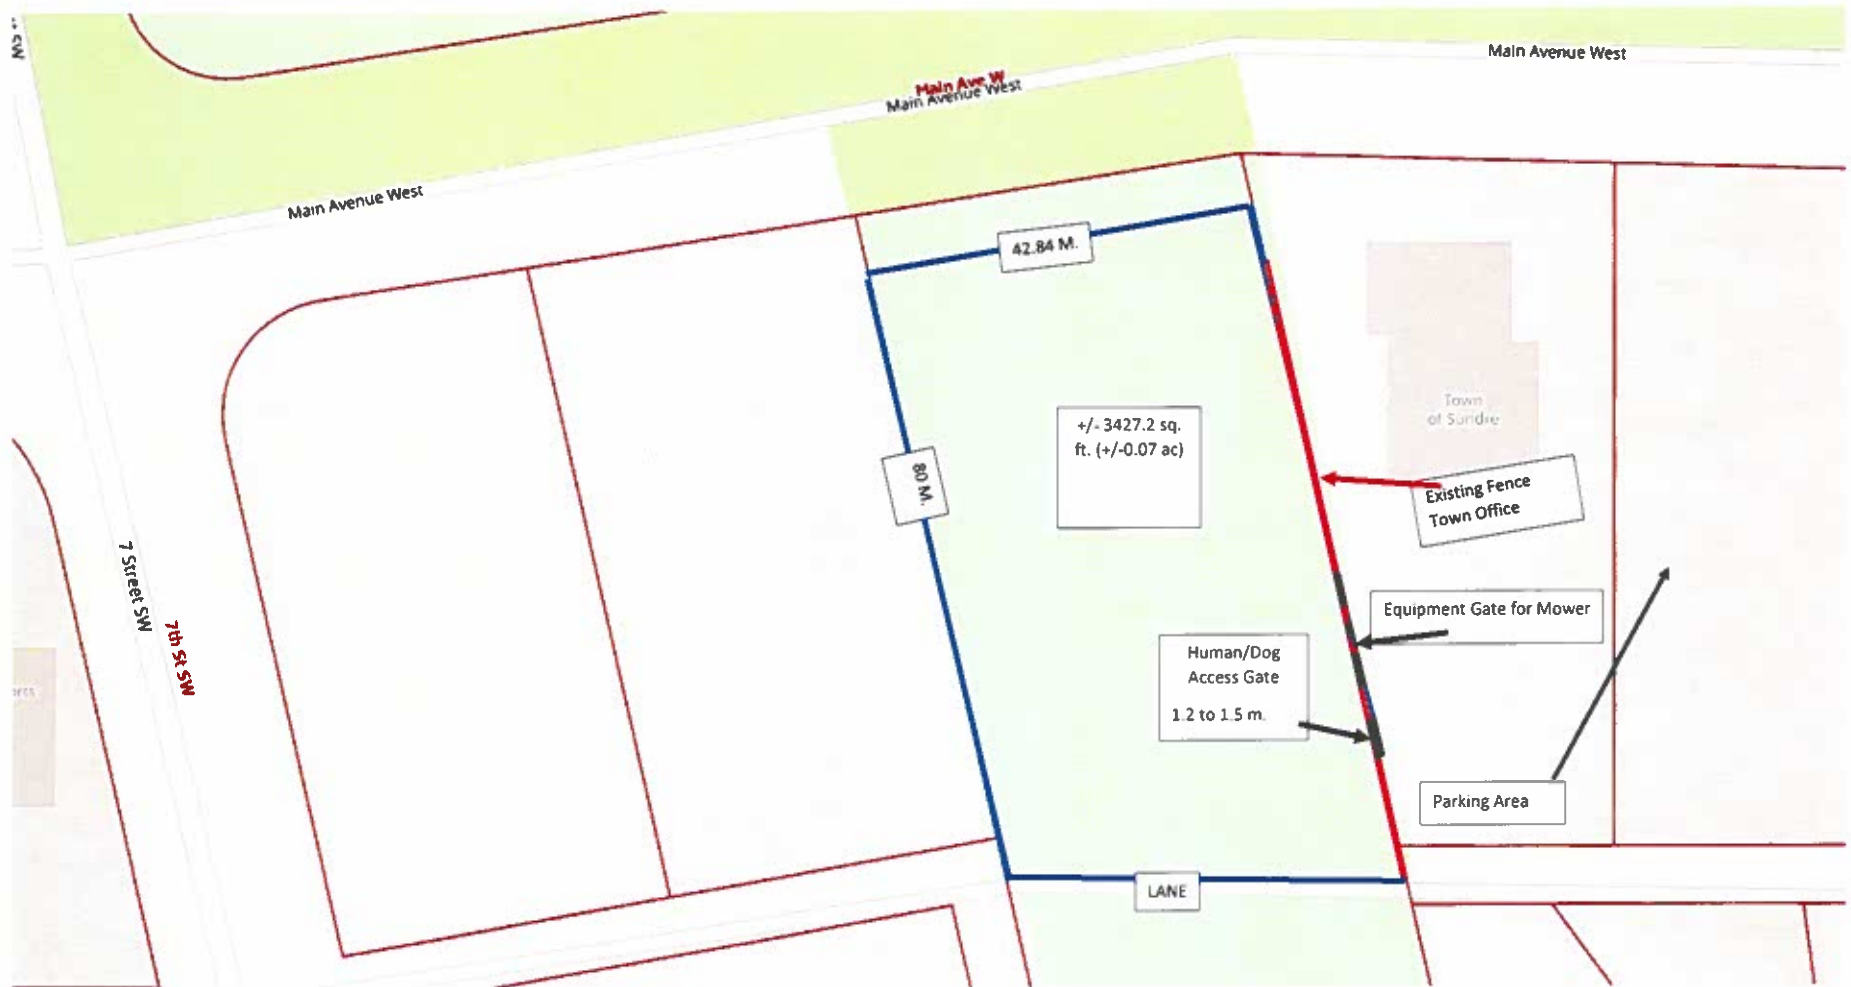 Main Avenue West
Main Ave W
Main Avenue West
Main Avenue West
42.84 M.
+/- 3427.2 sq.
ft. (+/-0.07 ac)
80 M.
Town
of Sundre
Existing Fence
Town Office
Equipment Gate for Mower
7 Street SW
7th St SW
Human/Dog
Access Gate
1.2 to 1.5 m.
Parking Area
LANE